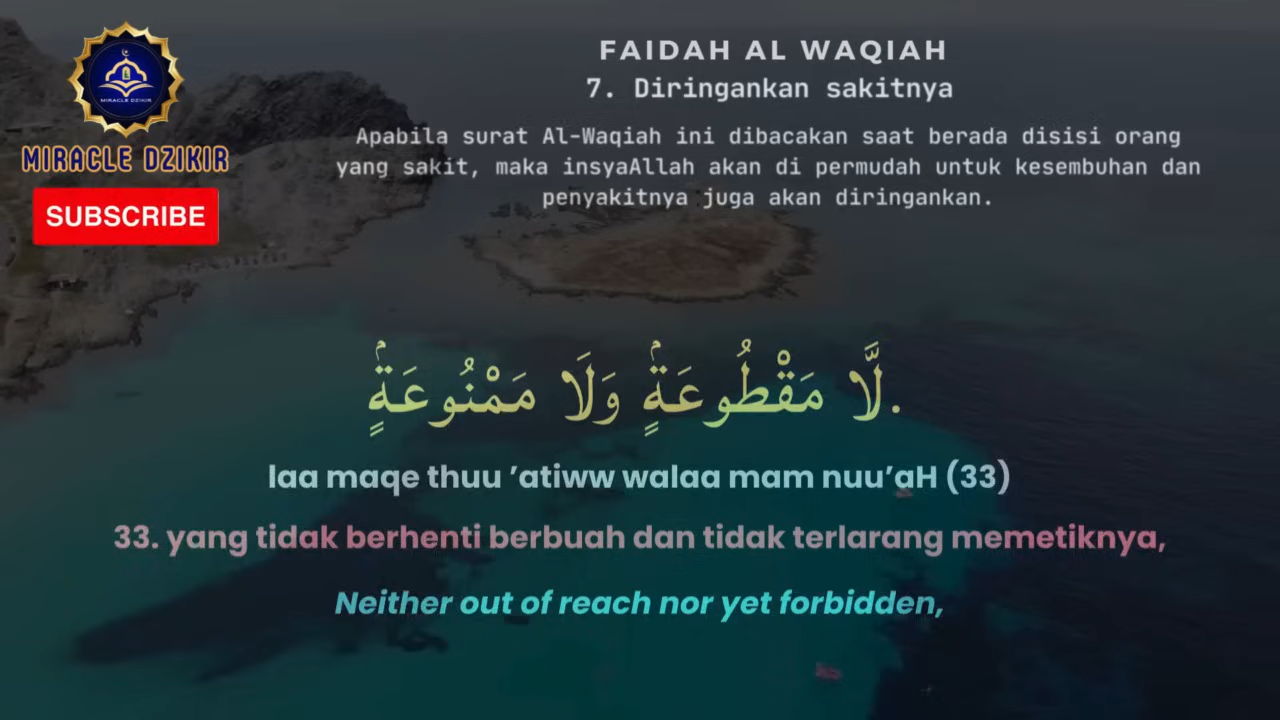 MIRACLE DZIKIR
MIRACLE DZIKIR
SUBSCRIBE
FAIDAH AL WAQIAH
7. Diringankan sakitnya
Apabila surat Al-Waqiah ini dibacakan saat berada disisi orang
yang sakit, maka insyaAllah akan di permudah untuk kesembuhan dan
penyakitnya juga akan diringankan.
لَّا مَقْطُوعَةٍۢ وَلَا مَمْنُوعَةٍۢ.
laa maqe thuu ’atiww walaa mam nuu’aH (33)
33. yang tidak berhenti berbuah dan tidak terlarang memetiknya,
Neither out of reach nor yet forbidden,